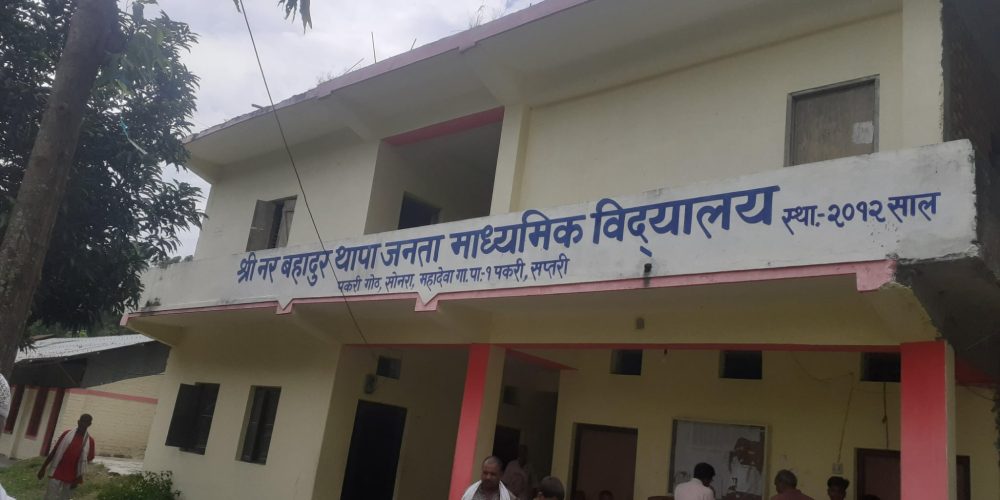 श्री नर बहादुर थापा जनता माध्यमिक विद्यालय स्था:-२०१२ साल
पकरी गोठ, सोनरा, महादेवा गा.पा.-१ पकरी, सप्तरी